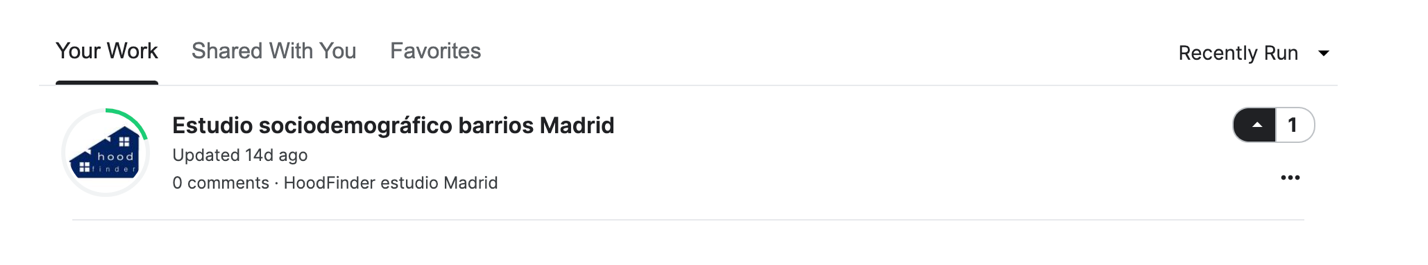 Your Work Shared With You Favorites Recently Run
hood
finder
Estudio sociodemográfico barrios Madrid
Updated 14d ago
0 comments · HoodFinder estudio Madrid
1